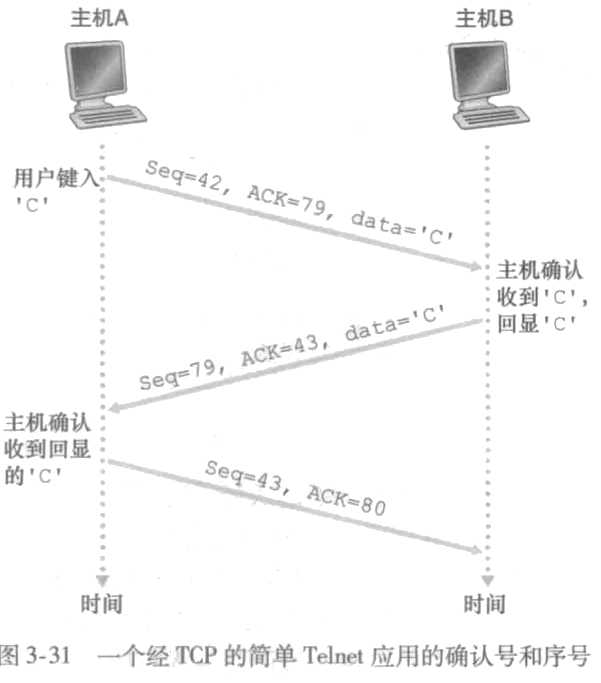 主机A
主机B
用户键入
'C'
Seq=42, ACK=79, data='C'
主机确认
收到'C',
回显'C'
Seq=79, ACK=43, data='C'
主机确认
收到回显
的'C'
Seq=43, ACK=80
时间
时间
图 3-31 一个经 TCP 的简单 Telnet 应用的确认号和序号